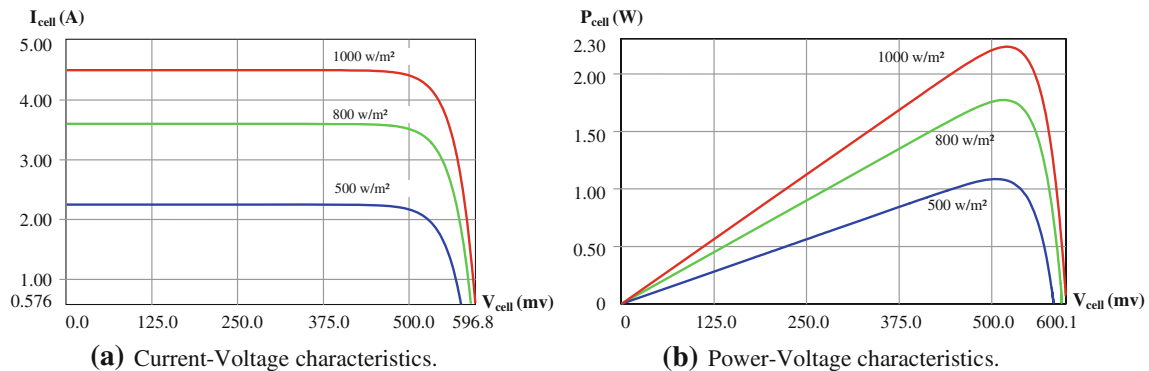 I_cell (A)
5.00
4.00
3.00
2.00
1.00
0.576
1000 w/m²
800 w/m²
500 w/m²
V_cell (mv)
0.0
125.0
250.0
375.0
500.0
596.8
(a) Current-Voltage characteristics.
P_cell (W)
2.30
2.00
1.50
1.00
0.50
0
1000 w/m²
800 w/m²
500 w/m²
V_cell (mv)
0
125.0
250.0
375.0
500.0
600.1
(b) Power-Voltage characteristics.